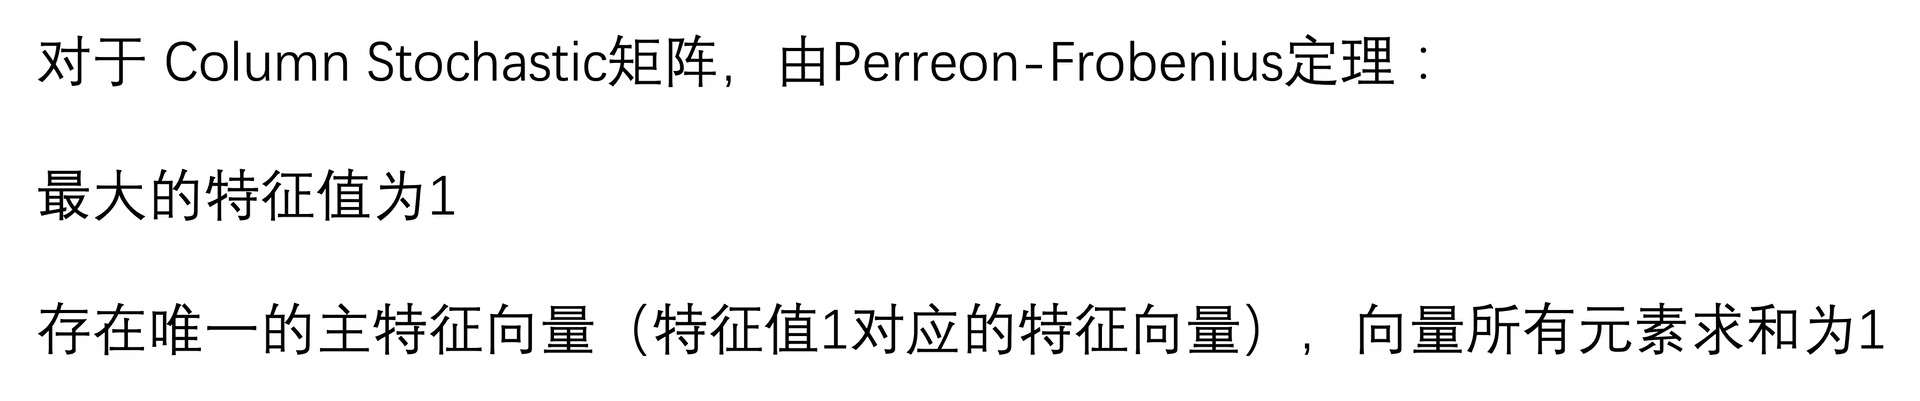 对于 Column Stochastic矩阵，由Perreon-Frobenius定理：
最大的特征值为1
存在唯一的主特征向量（特征值1对应的特征向量），向量所有元素求和为1